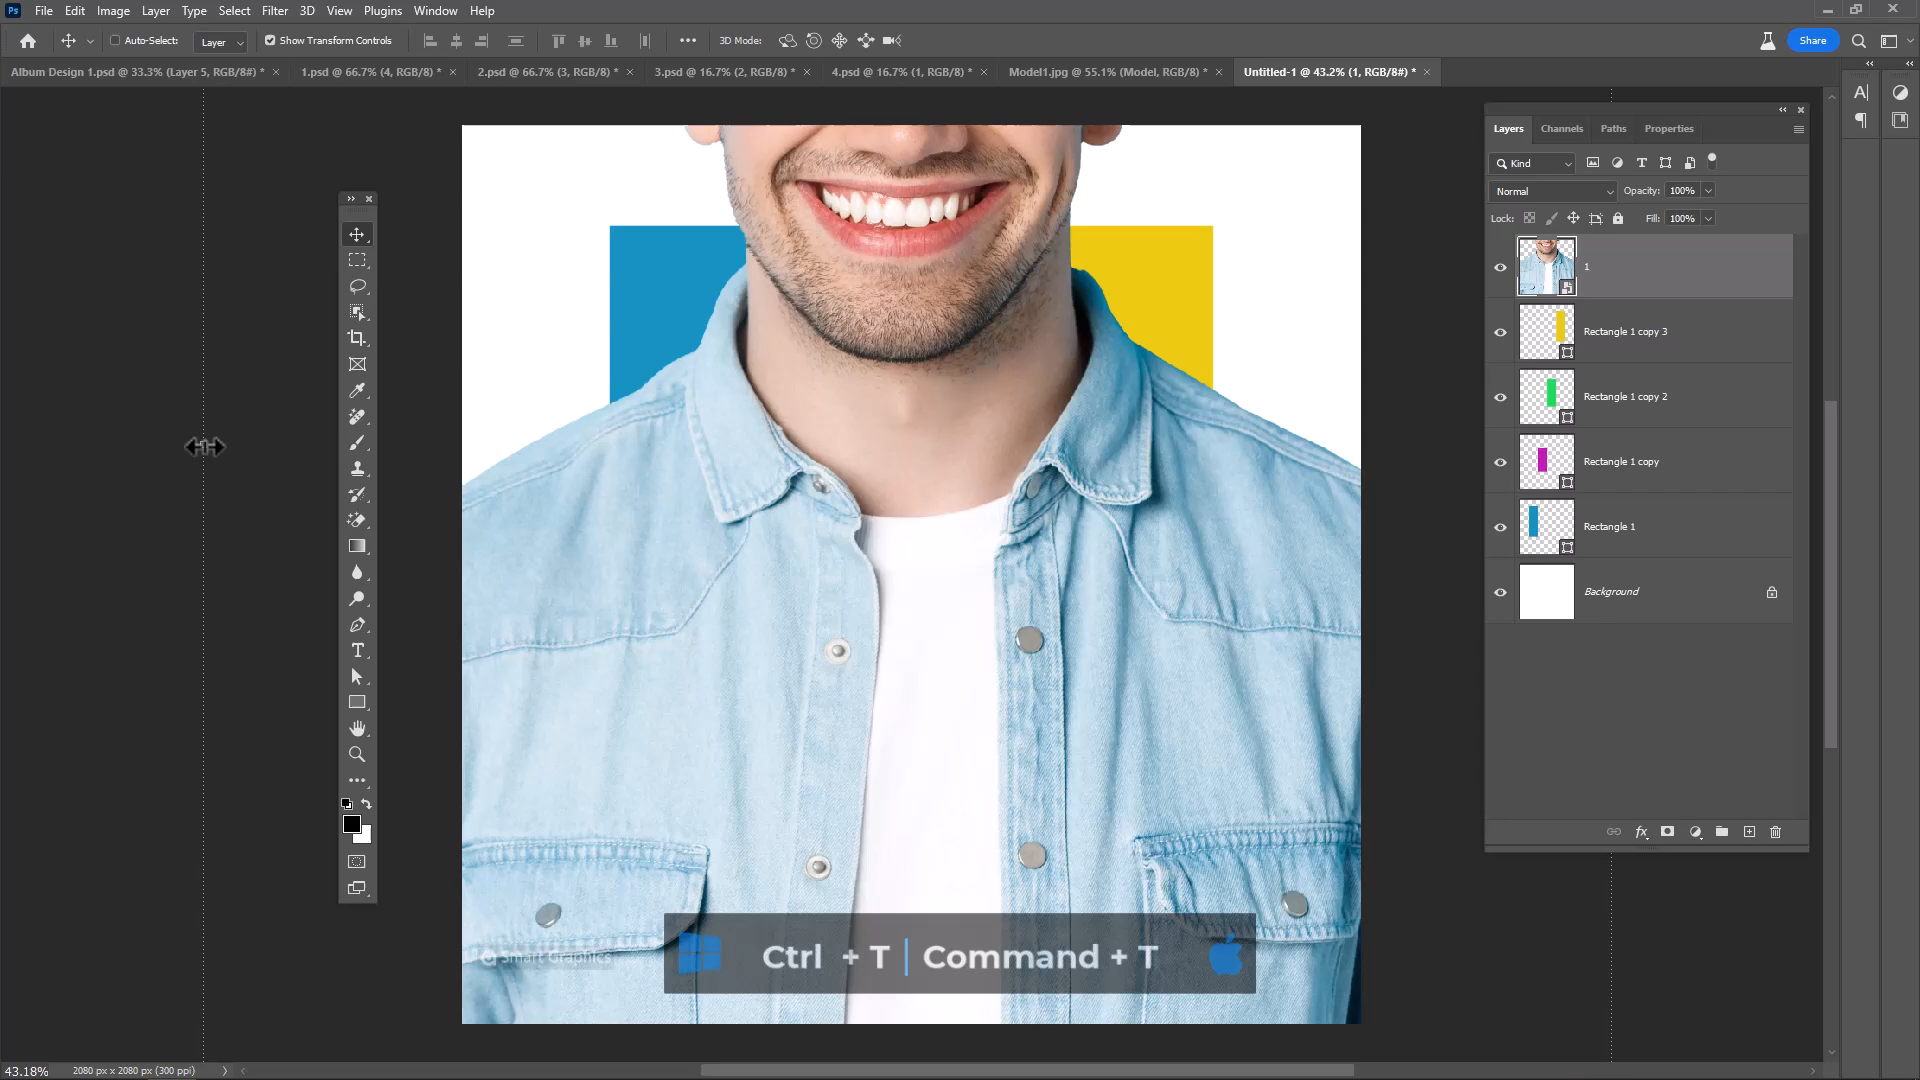 Ps File Edit Image Layer Type Select Filter 3D View Plugins Window Help
Auto-Select: Layer Show Transform Controls 3D Mode: Share
Album Design 1.psd @ 33.3% (Layer 5, RGB/8#) * 1.psd @ 66.7% (4, RGB/8) * 2.psd @ 66.7% (3, RGB/8) * 3.psd @ 16.7% (2, RGB/8) * 4.psd @ 16.7% (1, RGB/8) * Model1.jpg @ 55.1% (Model, RGB/8) * Untitled-1 @ 43.2% (1, RGB/8#) *
Layers Channels Paths Properties
Kind
Normal Opacity: 100%
Lock: Fill: 100%
1
Rectangle 1 copy 3
Rectangle 1 copy 2
Rectangle 1 copy
Rectangle 1
Background
Smart Graphics
Ctrl + T | Command + T
43.18% 2080 px x 2080 px (300 ppi)